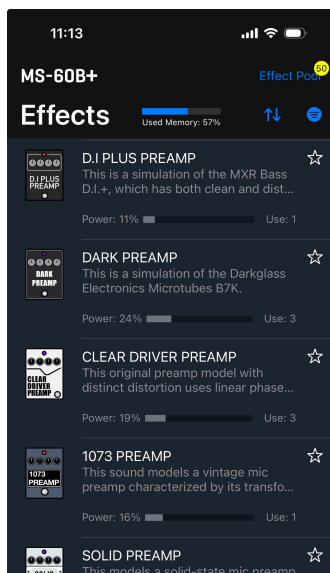 11:13
MS-60B+
Effect Pool
50
Effects
Used Memory: 57%
D.I PLUS PREAMP
This is a simulation of the MXR Bass
D.I.+, which has both clean and dist...
D.I PLUS
PREAMP
Power: 11%
Use: 1
DARK PREAMP
This is a simulation of the Darkglass
Electronics Microtubes B7K.
DARK
PREAMP
Power: 24%
Use: 3
CLEAR DRIVER PREAMP
This original preamp model with
distinct distortion uses linear phase...
CLEAR
DRIVER
PREAMP
Power: 19%
Use: 3
1073 PREAMP
This sound models a vintage mic
preamp characterized by its transfo...
1073
PREAMP
Power: 16%
Use: 1
SOLID PREAMP
This models a solid-state mic preamp